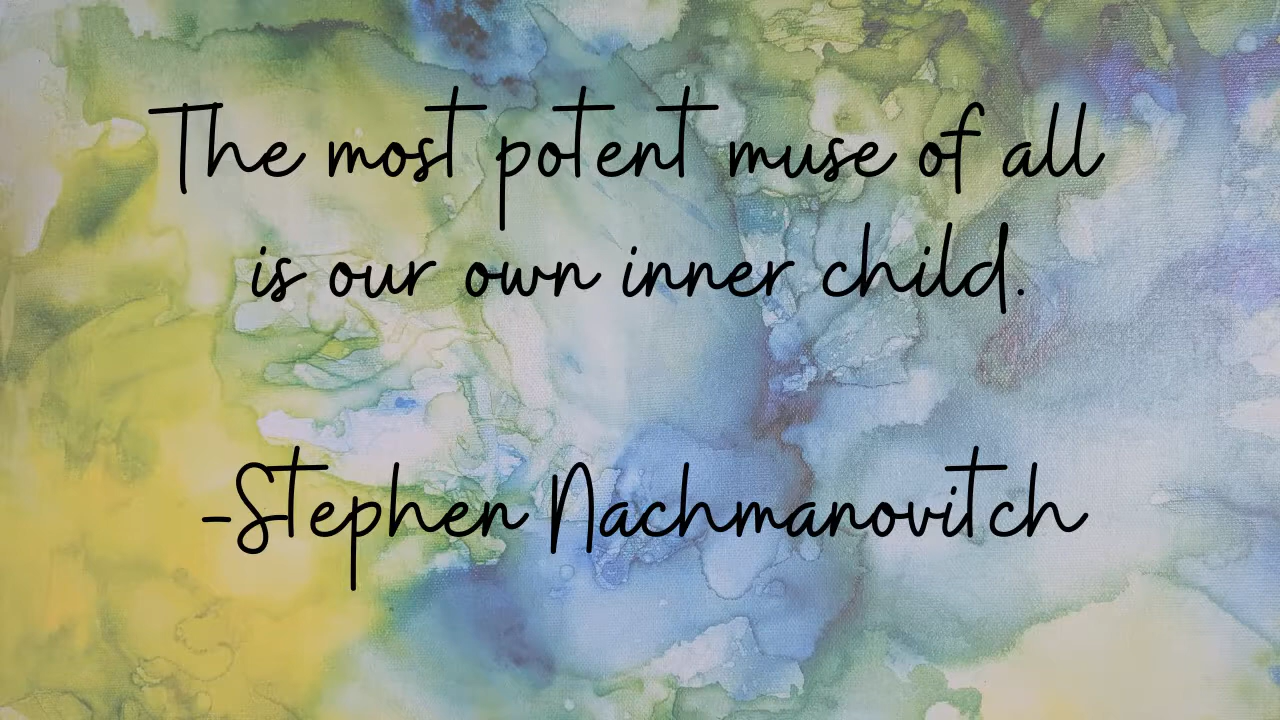 The most potent muse of all
is our own inner child.
-Stephen Nachmanovitch